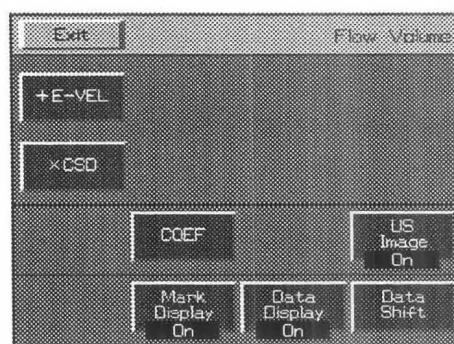 Exit Flow Volume
+E-VEL
×CSD
COEF US
Image
On
Mark Data Data
Display Display Shift
On On